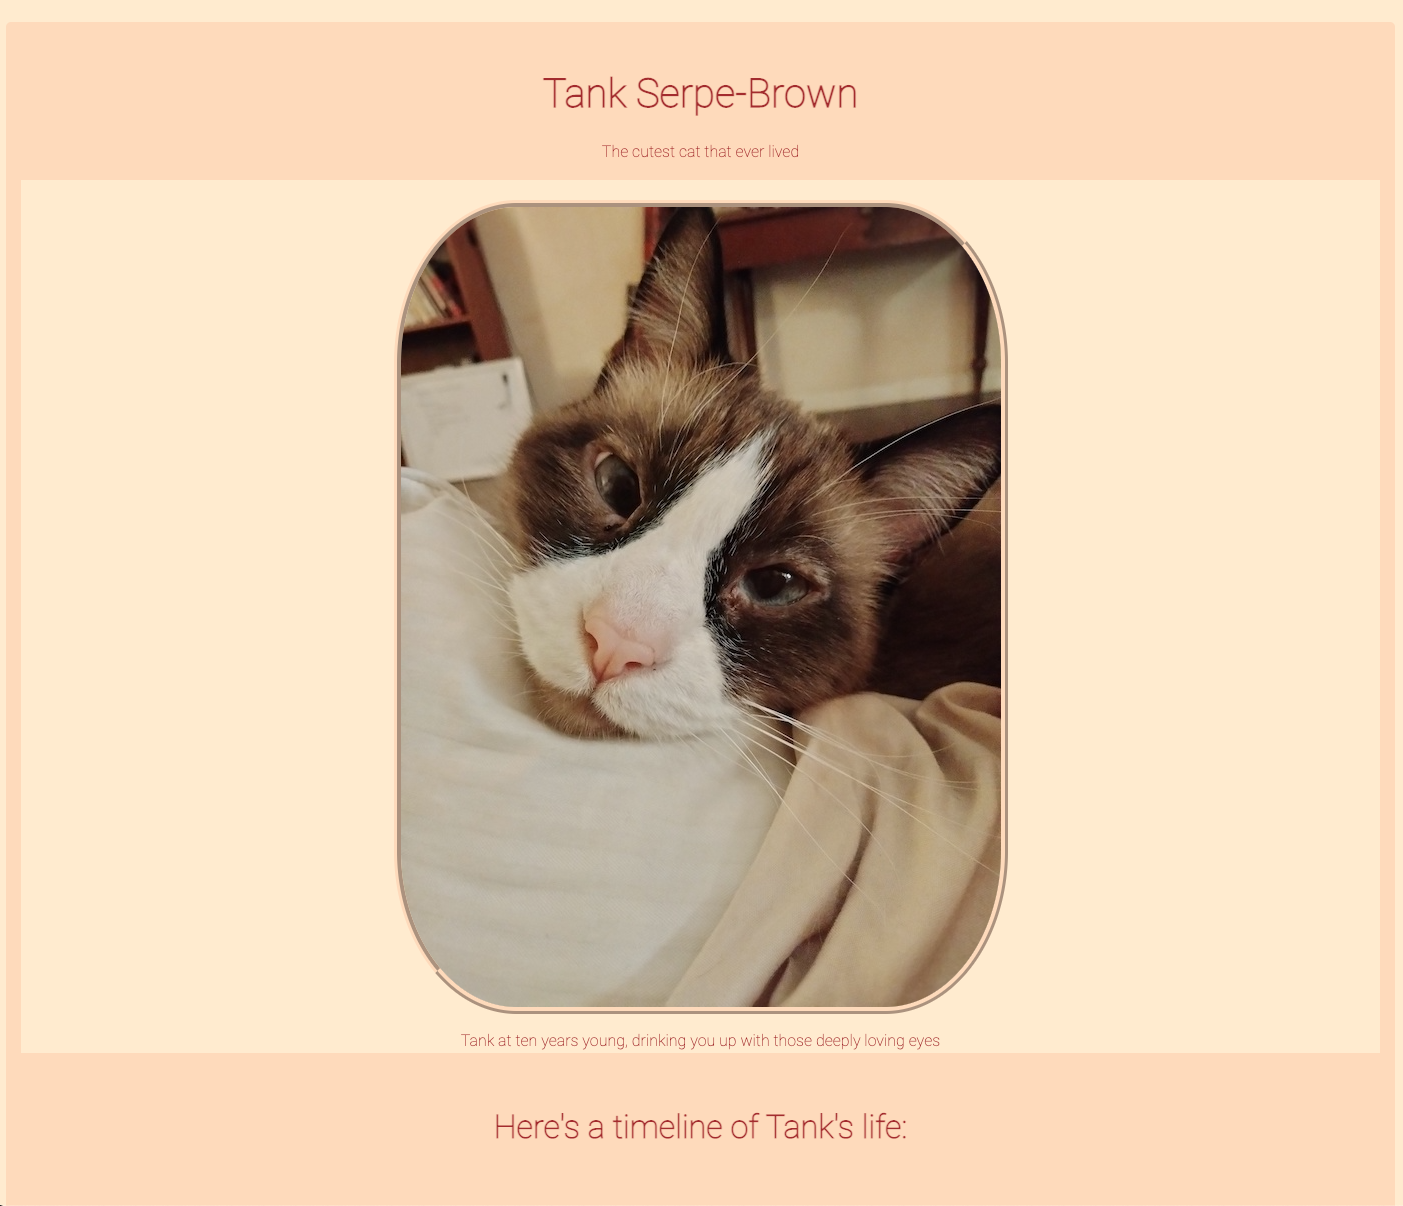 Tank Serpe-Brown
The cutest cat that ever lived
Tank at ten years young, drinking you up with those deeply loving eyes
Here's a timeline of Tank's life: